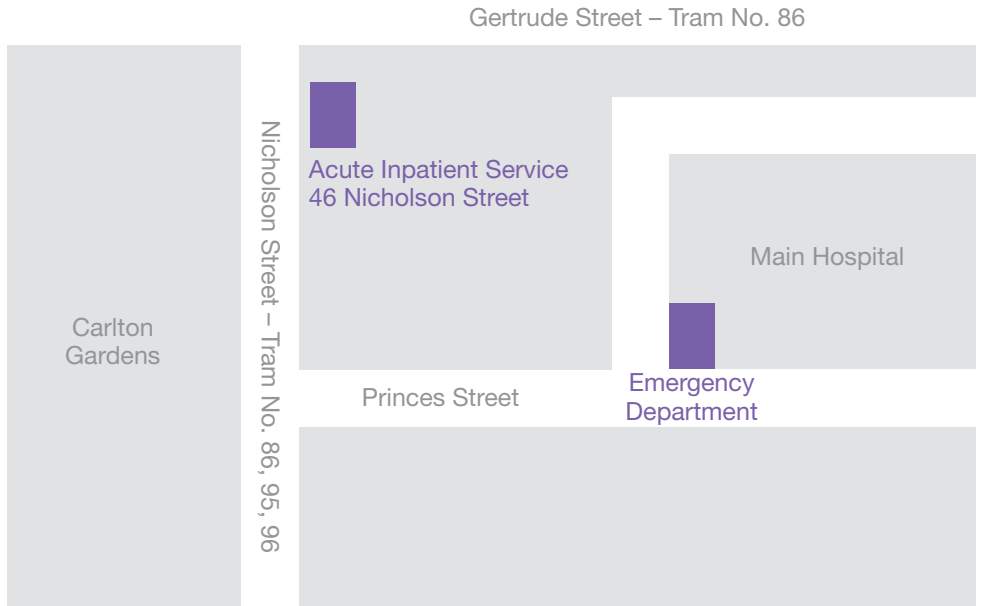 Gertrude Street – Tram No. 86
Nicholson Street – Tram No. 86, 95, 96
Acute Inpatient Service
46 Nicholson Street
Main Hospital
Carlton
Gardens
Emergency
Department
Princes Street